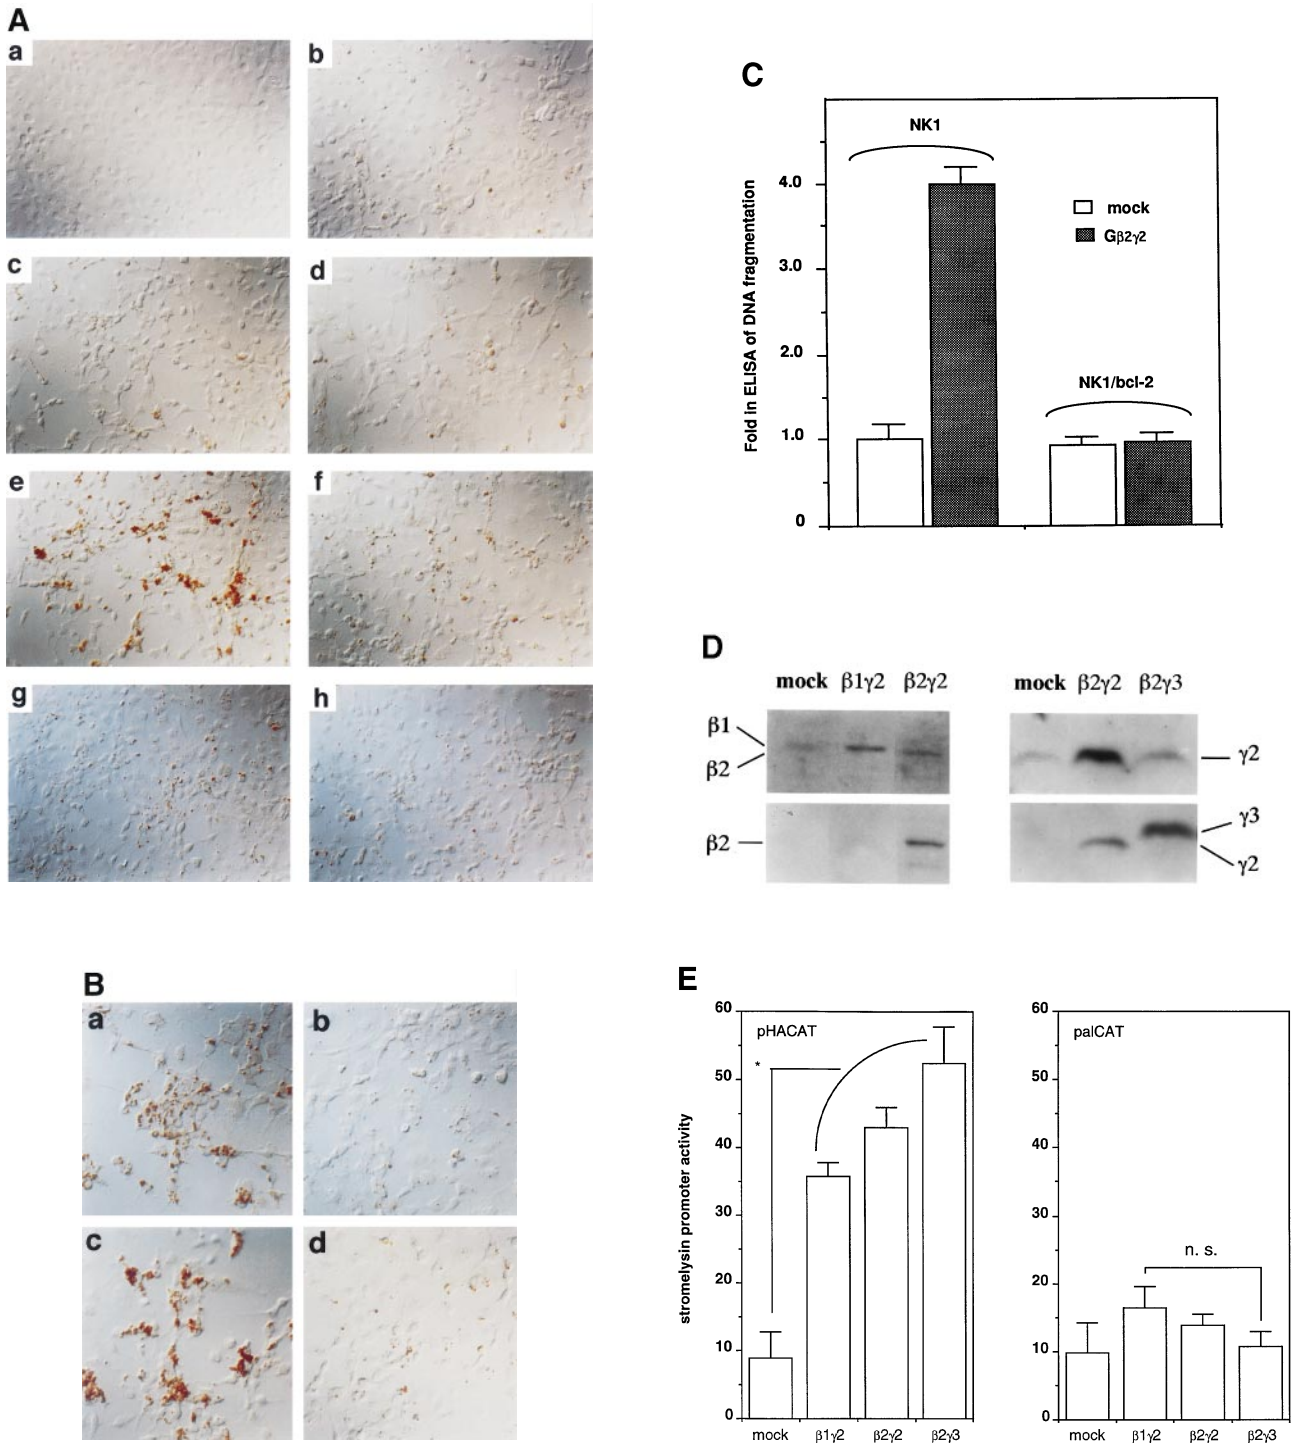 A
a
b
c
d
e
f
g
h
B
a
b
c
d
C
NK1
4.0
3.0
2.0
1.0
0
Fold in ELISA of DNA fragmentation
mock
Gβ2γ2
NK1/bcl-2
D
mock β1γ2 β2γ2
β1
β2
β2
mock β2γ2 β2γ3
γ2
γ3
γ2
E
stromelysin promoter activity
60
50
40
30
20
10
0
pHACAT
*
mock β1γ2 β2γ2 β2γ3
60
50
40
30
20
10
0
palCAT
n. s.
mock β1γ2 β2γ2 β2γ3